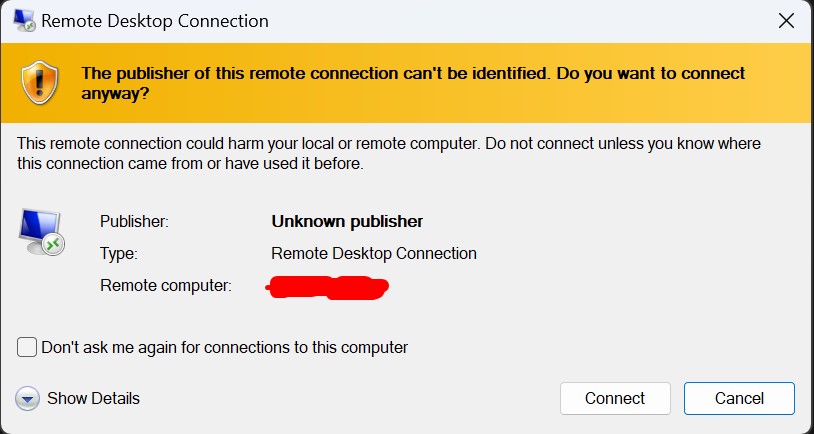 Remote Desktop Connection
The publisher of this remote connection can't be identified. Do you want to connect
anyway?
This remote connection could harm your local or remote computer. Do not connect unless you know where
this connection came from or have used it before.
Publisher: Unknown publisher
Type: Remote Desktop Connection
Remote computer:
Don't ask me again for connections to this computer
Show Details Connect Cancel